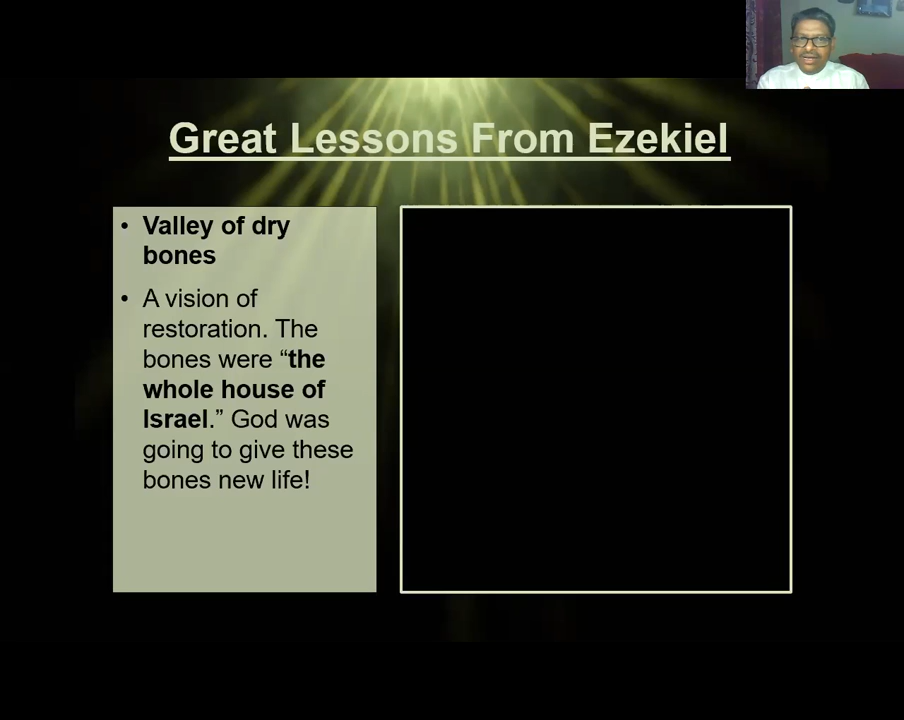 Great Lessons From Ezekiel
• Valley of dry
bones
• A vision of
restoration. The
bones were “the
whole house of
Israel.” God was
going to give these
bones new life!